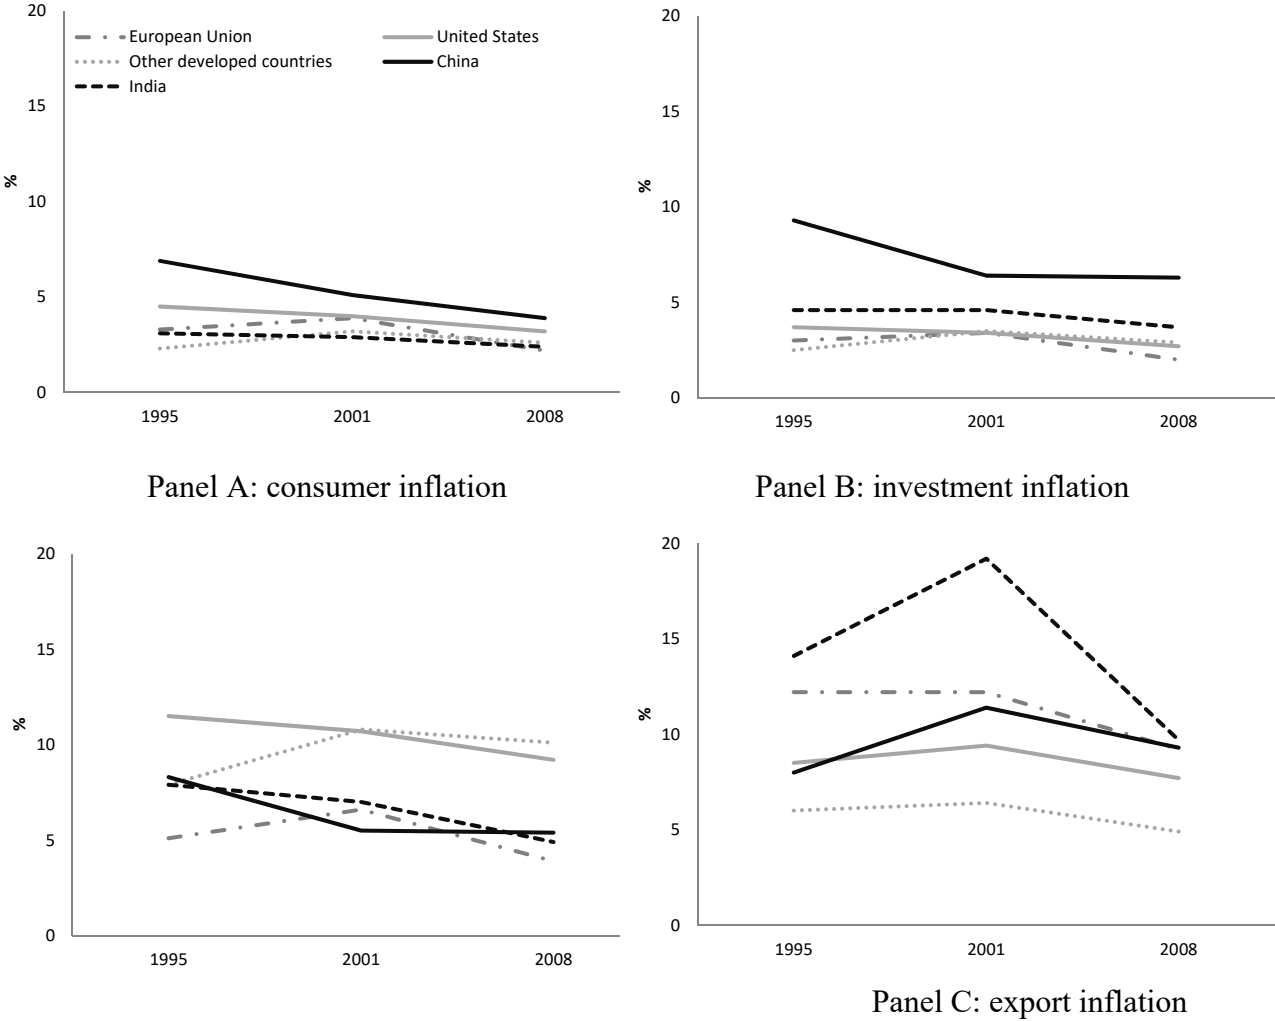 20
European Union
United States
Other developed countries
China
India
15
%
10
5
0
1995 2001 2008
Panel A: consumer inflation
20
15
%
10
5
0
1995 2001 2008
Panel B: investment inflation
20
15
%
10
5
0
1995 2001 2008
20
15
%
10
5
0
1995 2001 2008
Panel C: export inflation